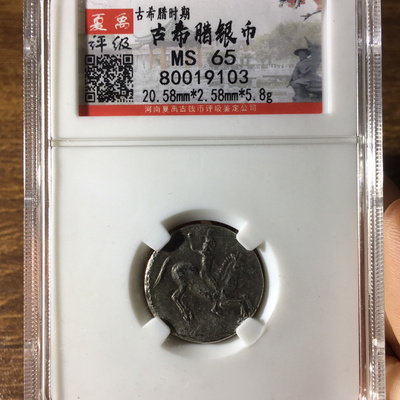 夏禹
评级
古希腊时期
古希腊银币
MS 65
80019103
20.58mm*2.58mm*5.8g
河南夏禹古钱币评级鉴定公司